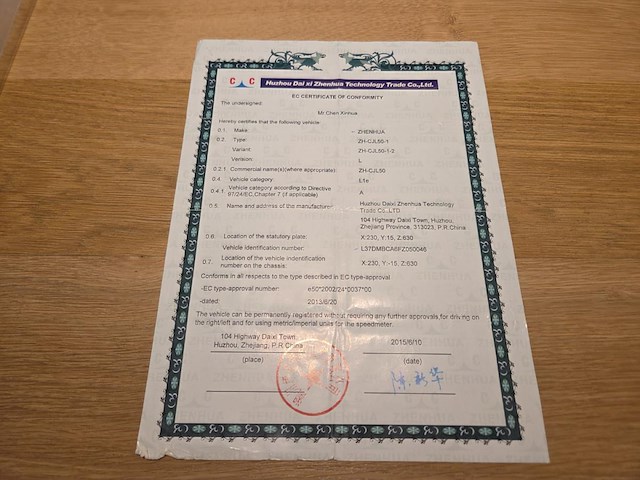 C C Huzhou Dai xi Zhenhua Technology Trade Co.,Ltd.
EC CERTIFICATE OF CONFORMITY
The undersigned:
Mr Chen Xinhua
Hereby certifies that the following vehicle:
0.1. Make: – ZHENHUA
0.2. Type ZH-CJL50-1
Variant: ZH-CJL50-1-2
Version: L
0.2.1. Commercial name(s)(where appropriate): ZH-CJL50
0.4. Vehicle category: L1e
0.4.1 Vehicle category according to Directive A
87/24/EC,Chapter 7 (if applicable)
0.5. Name and address of the manufacturer: Huzhou Daixi Zhenhua Technology
Trade Co.,LTD
104 Highway Daixi Town, Huzhou,
Zhejiang Province, 313023, P.R.China
0.6. Location of the statutory plate: X:230, Y:15, Z:630
Vehicle identification number: – L37DMBCA6FZ050046
0.7. Location of the vehicle indentification X:230, Y:-15, Z:630
number on the chassis:
Conforms in all respects to the type described in EC type-approval
-EC type-approval number: e50*2002/24*0037*00
-dated: 2013/6/20
The vehicle can be permanently registered without requiring any further approvals,for driving on
the right/left and for using metric/imperial units for the speedmeter.
104 Highway Daixi Town,
Huzhou, Zhejiang, P.R.China 2015/6/10
(place) (date)
陈新华